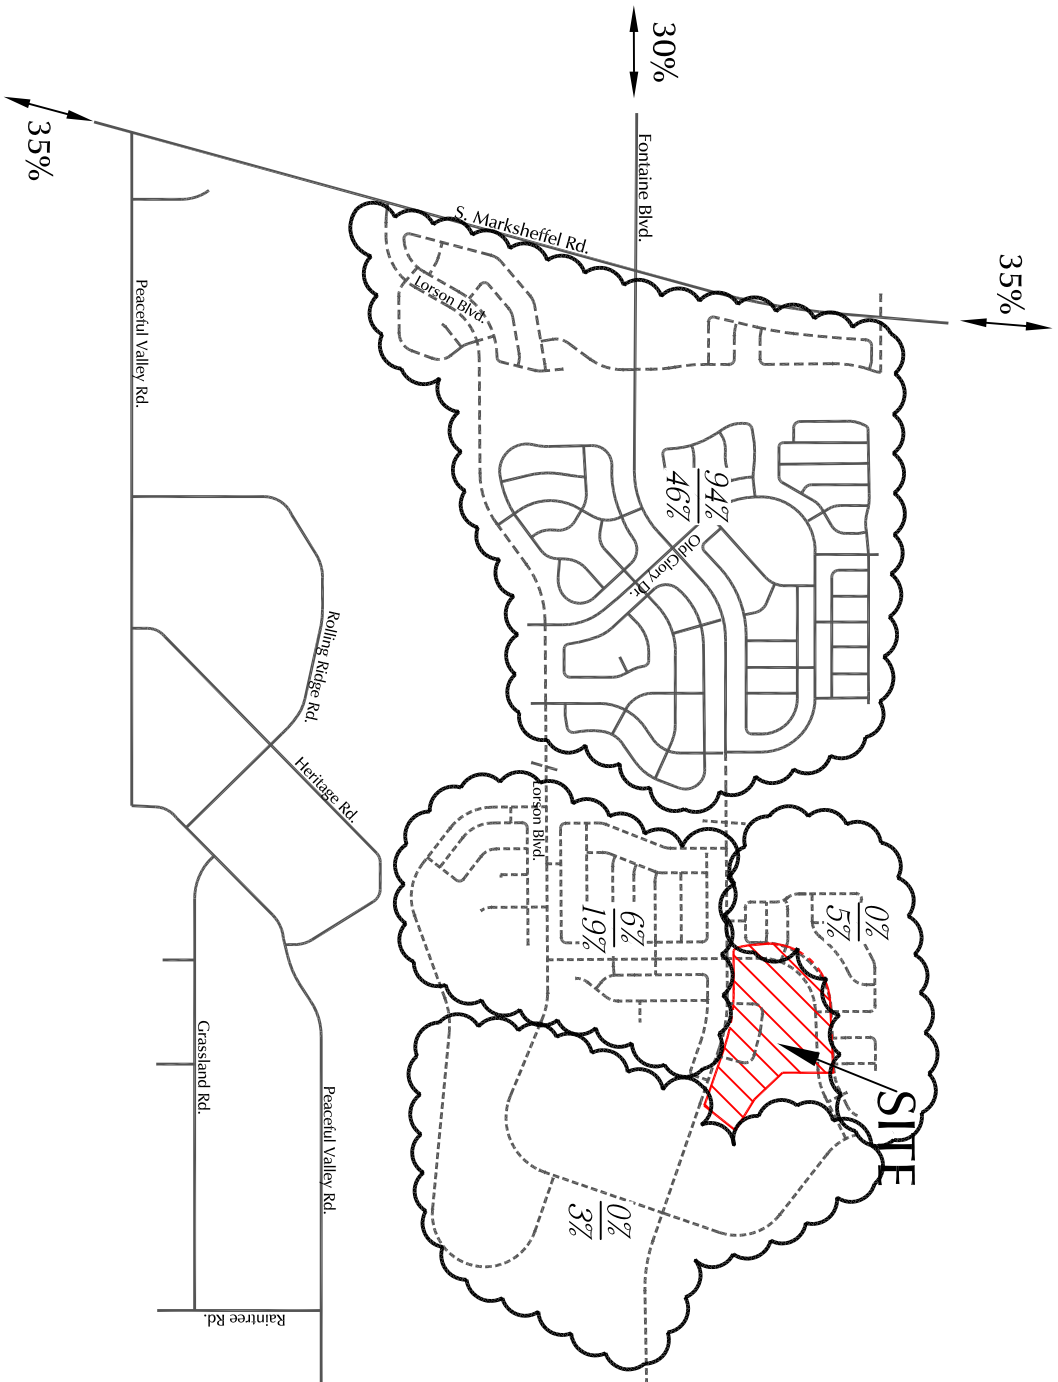 30%
35%
35%
Fontaine Blvd.
S. Marksheffel Rd.
Lorson Blvd.
Peaceful Valley Rd.
94%
46%
Old Glory Dr.
Rolling Ridge Rd.
Heritage Rd.
Lorson Blvd.
6%
19%
0%
5%
SITE
Grassland Rd.
Peaceful Valley Rd.
0%
3%
Raintree Rd.